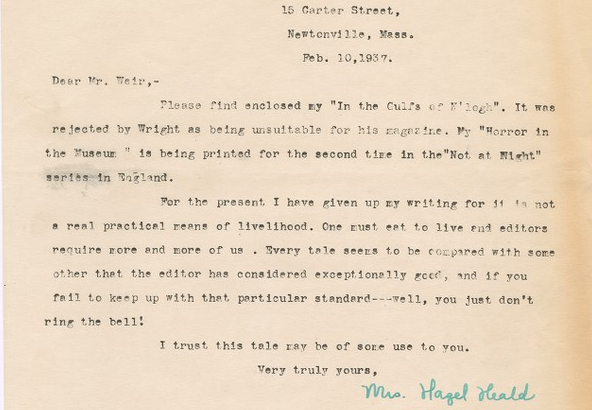 15 Carter Street,
Newtonville, Mass.
Feb. 10,1937.
Dear Mr. Weir,-
Please find enclosed my "In the Gulfs of N'logh". It was
rejected by Wright as being unsuitable for his magazine. My "Horror in
the Museum " is being printed for the second time in the"Not at Night"
series in England.
For the present I have given up my writing for it is not
a real practical means of livelihood. One must eat to live and editors
require more and more of us . Every tale seems to be compared with some
other that the editor has considered exceptionally good, and if you
fail to keep up with that particular standard---well, you just don't
ring the bell!
I trust this tale may be of some use to you.
Very truly yours,
Mrs. Hazel Heald